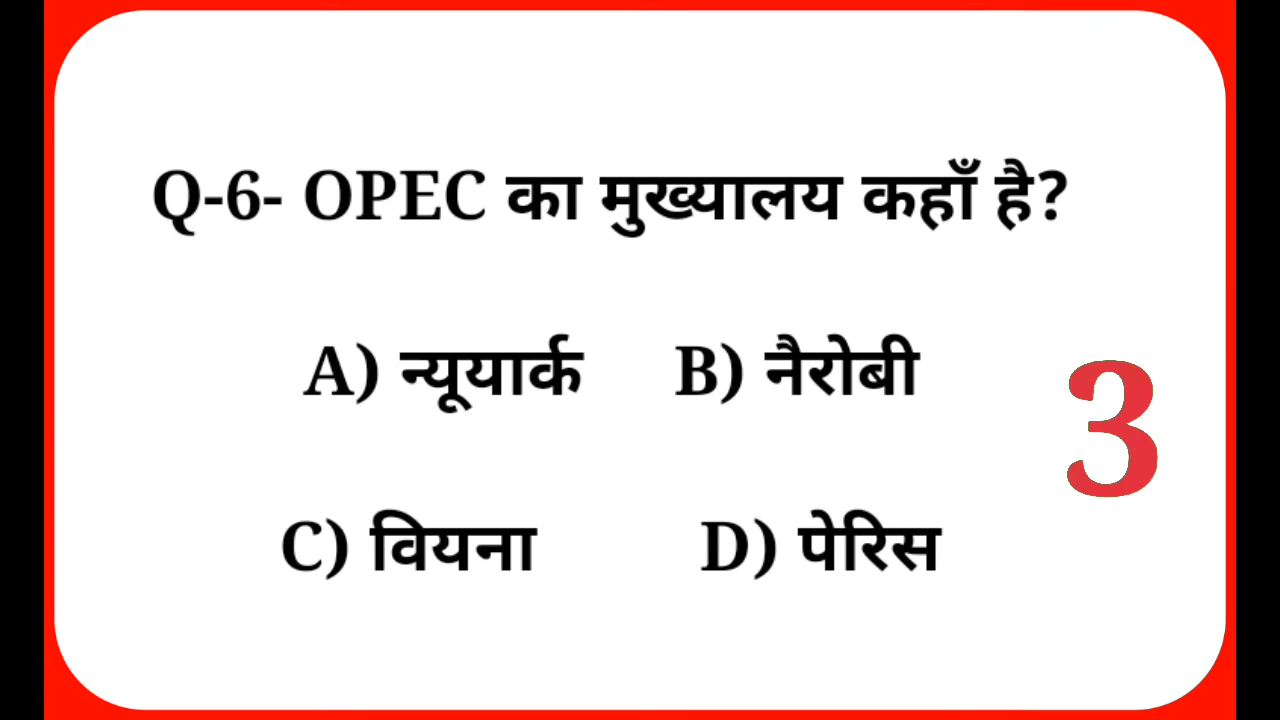 Q-6- OPEC का मुख्यालय कहाँ है?
A) न्यूयार्क B) नैरोबी
3
C) वियना D) पेरिस